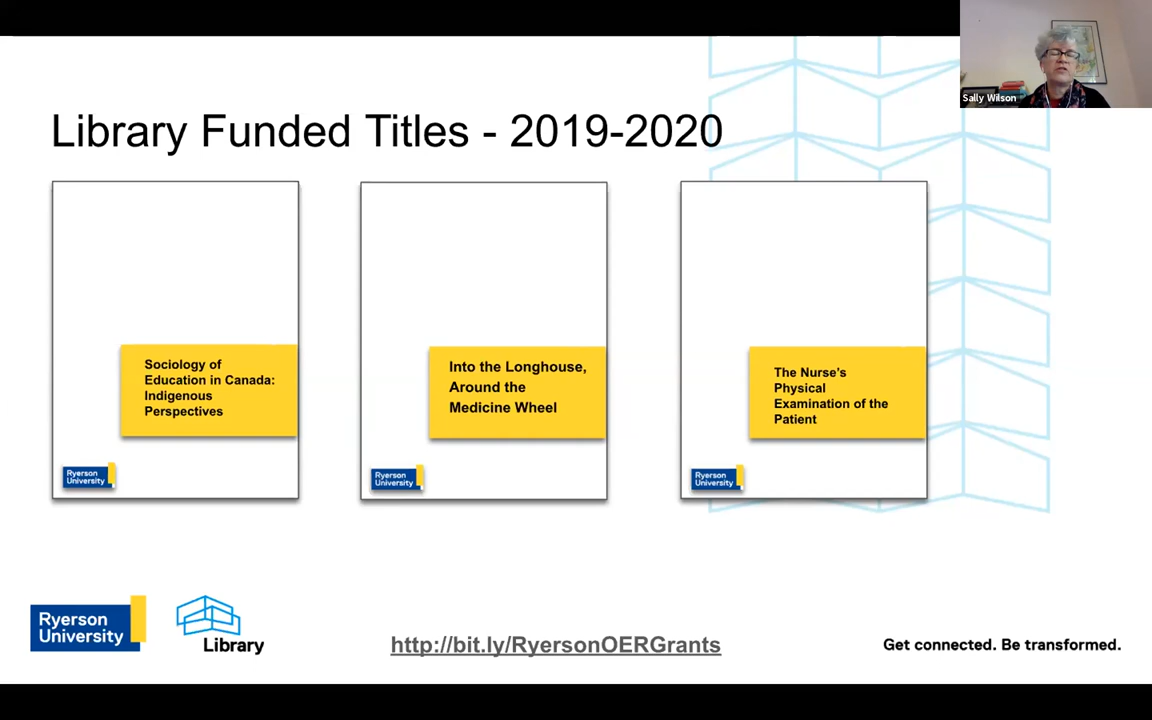 Sally Wilson
Library Funded Titles - 2019-2020
Sociology of
Education in Canada:
Indigenous
Perspectives
Ryerson
University
Into the Longhouse,
Around the
Medicine Wheel
Ryerson
University
The Nurse's
Physical
Examination of the
Patient
Ryerson
University
Ryerson
University
Library
http://bit.ly/RyersonOERGrants
Get connected. Be transformed.